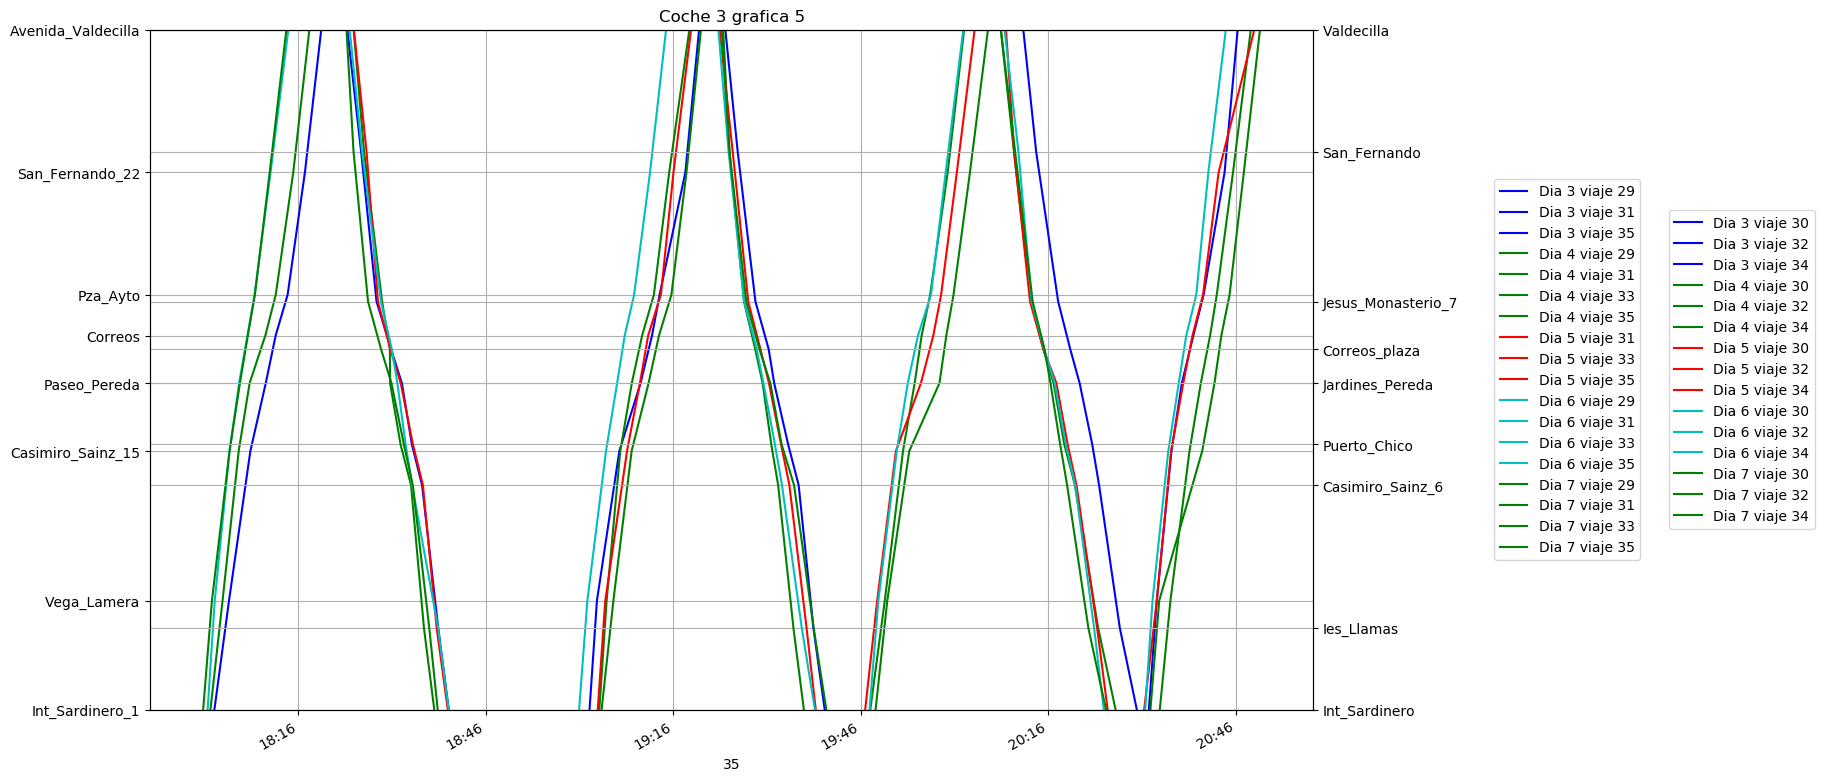 Coche 3 grafica 5
Avenida_Valdecilla
San_Fernando_22
Pza_Ayto
Correos
Paseo_Pereda
Casimiro_Sainz_15
Vega_Lamera
Int_Sardinero_1
Valdecilla
San_Fernando
Jesus_Monasterio_7
Correos_plaza
Jardines_Pereda
Puerto_Chico
Casimiro_Sainz_6
Ies_Llamas
Int_Sardinero
18:16
18:46
19:16
19:46
20:16
20:46
35
Dia 3 viaje 29
Dia 3 viaje 31
Dia 3 viaje 35
Dia 4 viaje 29
Dia 4 viaje 31
Dia 4 viaje 33
Dia 4 viaje 35
Dia 5 viaje 31
Dia 5 viaje 33
Dia 5 viaje 35
Dia 6 viaje 29
Dia 6 viaje 31
Dia 6 viaje 33
Dia 6 viaje 35
Dia 7 viaje 29
Dia 7 viaje 31
Dia 7 viaje 33
Dia 7 viaje 35
Dia 3 viaje 30
Dia 3 viaje 32
Dia 3 viaje 34
Dia 4 viaje 30
Dia 4 viaje 32
Dia 4 viaje 34
Dia 5 viaje 30
Dia 5 viaje 32
Dia 5 viaje 34
Dia 6 viaje 30
Dia 6 viaje 32
Dia 6 viaje 34
Dia 7 viaje 30
Dia 7 viaje 32
Dia 7 viaje 34